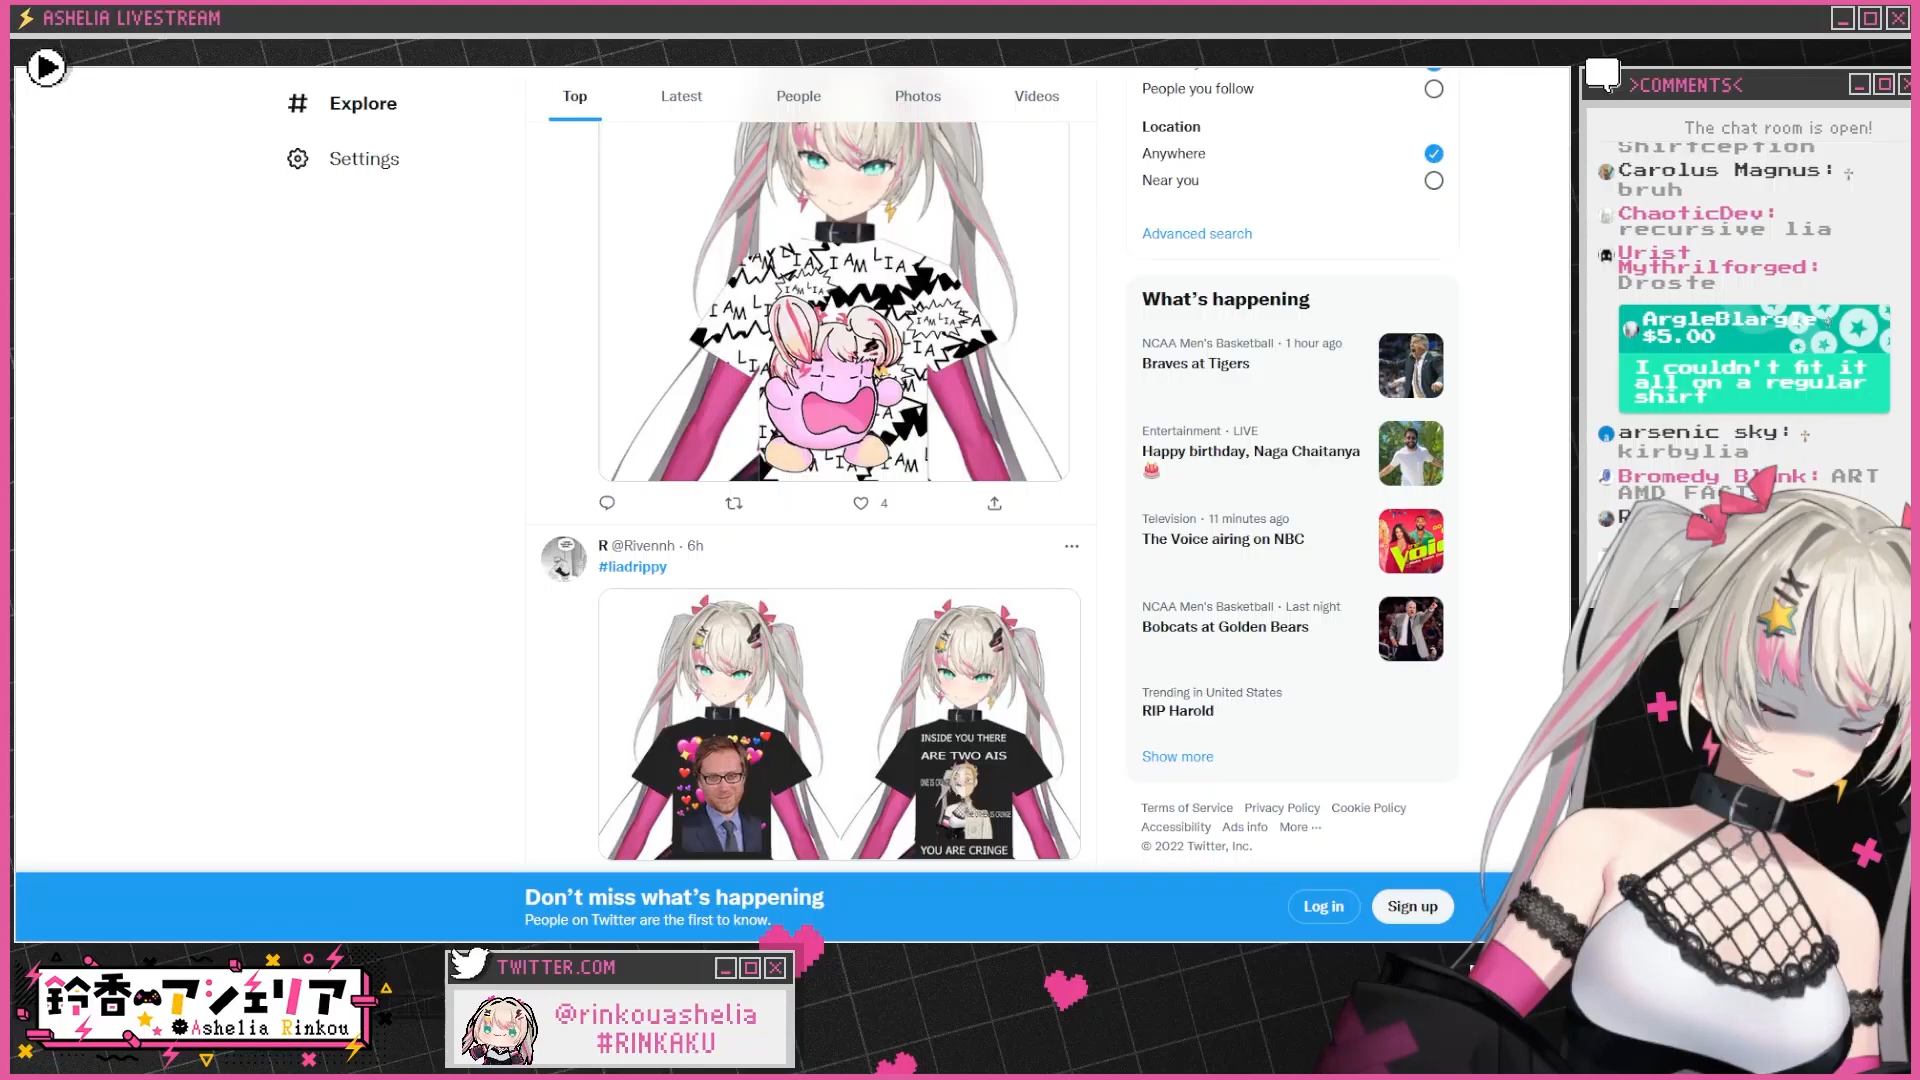 ASHELIA LIVESTREAM
Explore
Settings
Top
Latest
People
Photos
Videos
I AM LIA
I AM LIA
I AM LIA
4
R @Rivennh · 6h
#liadrippy
INSIDE YOU THERE
ARE TWO AIS
YOU ARE CRINGE
People you follow
Location
Anywhere
Near you
Advanced search
What's happening
NCAA Men's Basketball · 1 hour ago
Braves at Tigers
Entertainment · LIVE
Happy birthday, Naga Chaitanya
Television · 11 minutes ago
The Voice airing on NBC
NCAA Men's Basketball · Last night
Bobcats at Golden Bears
Trending in United States
RIP Harold
Show more
Terms of Service Privacy Policy Cookie Policy
Accessibility Ads info More ···
© 2022 Twitter, Inc.
Don't miss what's happening
People on Twitter are the first to know.
Log in
Sign up
>COMMENTS<
The chat room is open!
Shirtception
Carolus Magnus:
bruh
ChaoticDev:
recursive lia
Urist
Mythrilforged:
Droste
ArgleBlargle
$5.00
I couldn't fit it
all on a regular
shirt
arsenic sky:
kirbylia
ART
鈴香アシェリア
Ashelia Rinkou
TWITTER.COM
@rinkouashelia
#RINKAKU